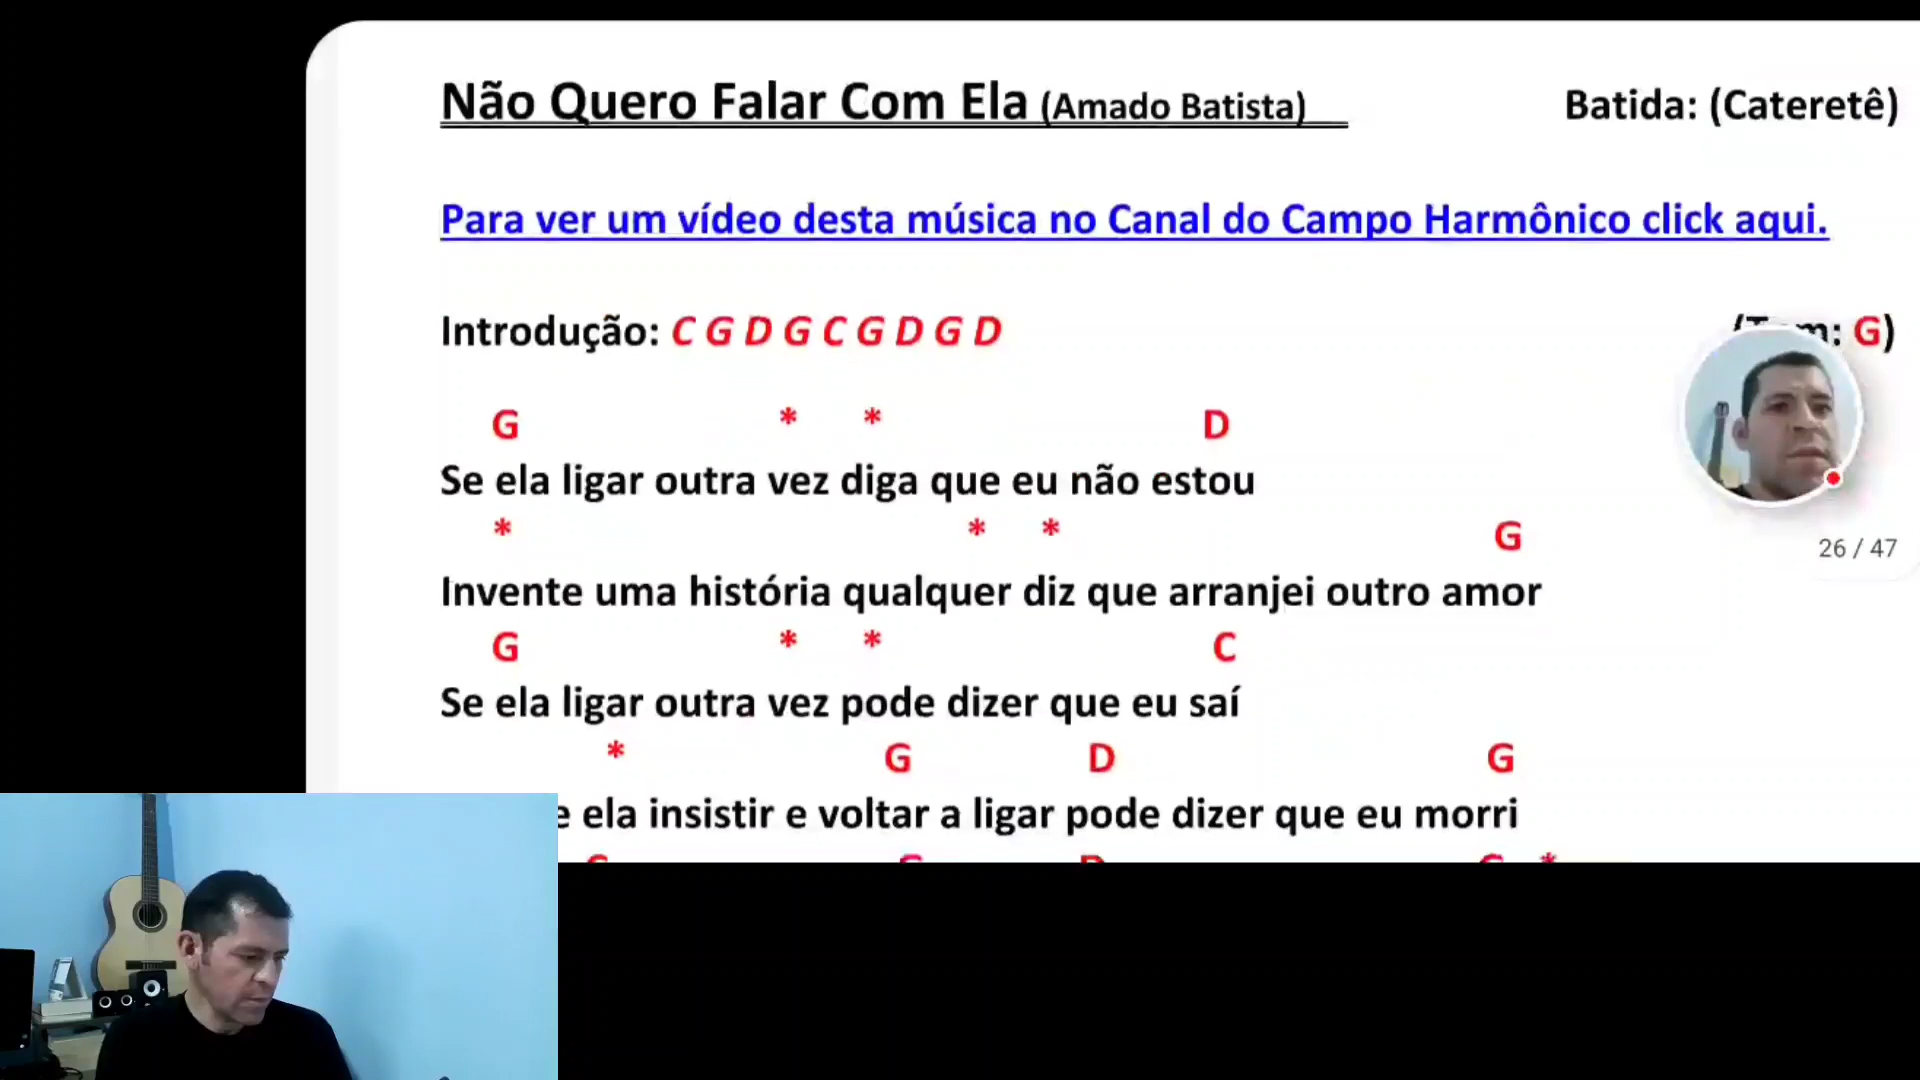 Não Quero Falar Com Ela (Amado Batista) Batida: (Cateretê)
Para ver um vídeo desta música no Canal do Campo Harmônico click aqui.
Introdução: C G D G C G D G D : G)
G * * D
Se ela ligar outra vez diga que eu não estou
* * * G
26 / 47
Invente uma história qualquer diz que arranjei outro amor
G * * C
Se ela ligar outra vez pode dizer que eu saí
* G D G
ela insistir e voltar a ligar pode dizer que eu morri